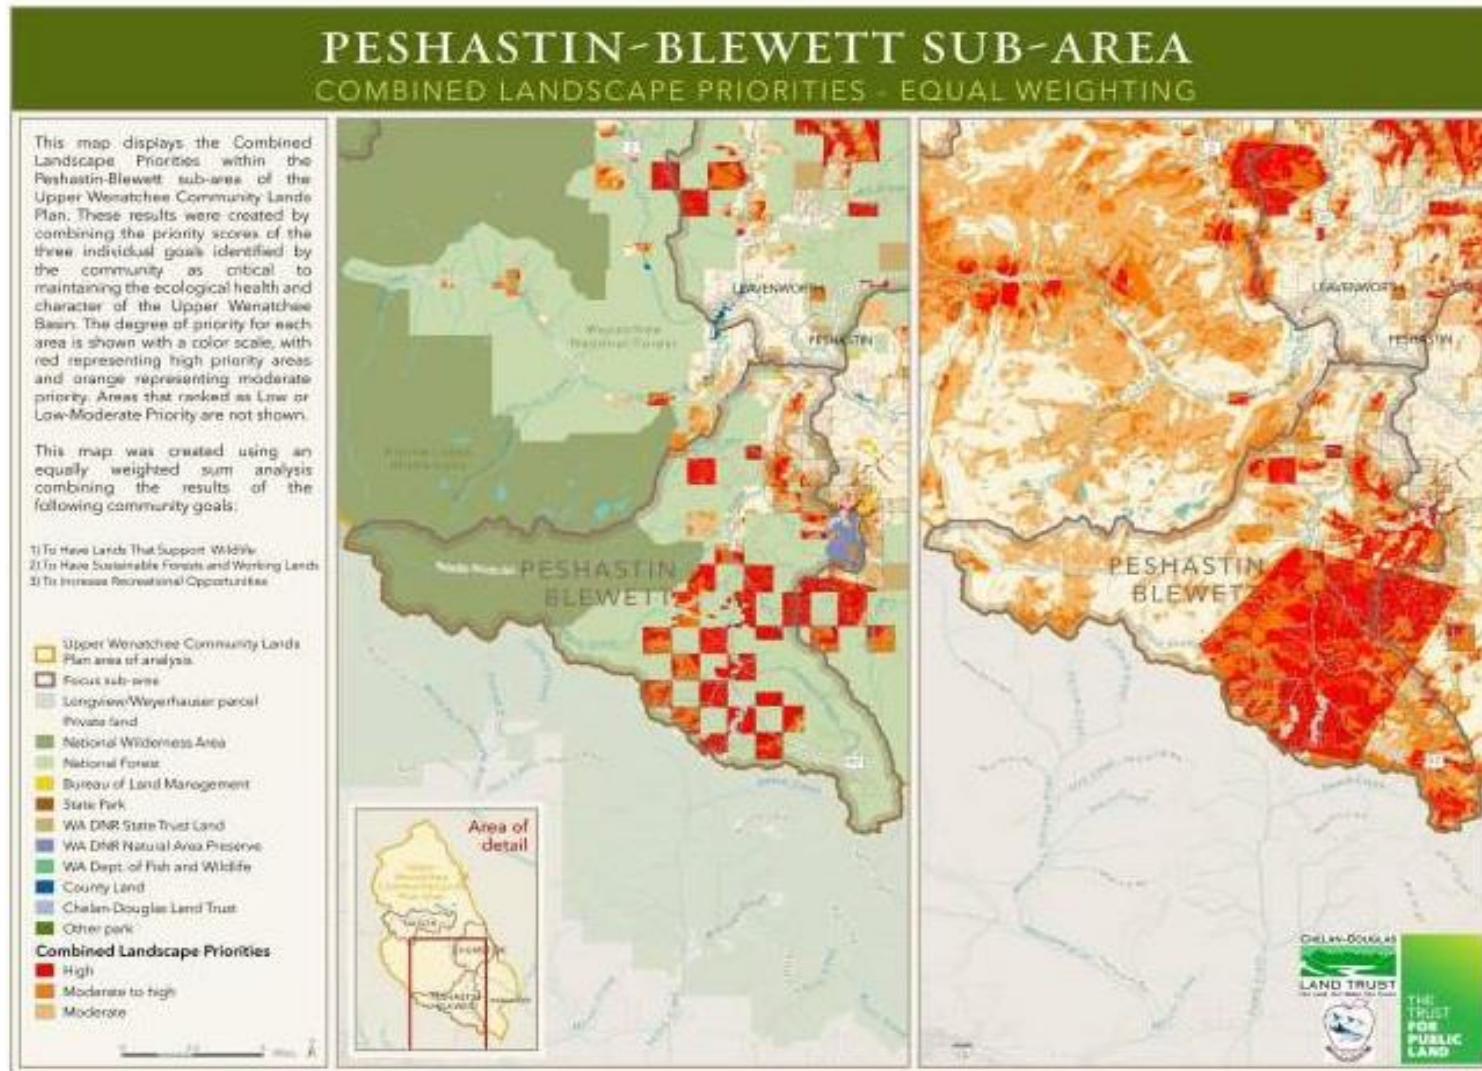 PESHASTIN-BLEWETT SUB-AREA
COMBINED LANDSCAPE PRIORITIES - EQUAL WEIGHTING
This map displays the Combined
Landscape Priorities within the
Peshastin-Blewett sub-area of the
Upper Wenatchee Community Lands
Plan. These results were created by
combining the priority scores of the
three individual goals identified by
the community as critical to
maintaining the ecological health and
character of the Upper Wenatchee
Basin. The degree of priority for each
area is shown with a color scale, with
red representing high priority areas
and orange representing moderate
priority. Areas that ranked as Low or
Low-Moderate Priority are not shown.
This map was created using an
equally weighted sum analysis
combining the results of the
following community goals:
1) To Have Lands That Support Wildlife
2) To Have Sustainable Forests and Working Lands
3) To Increase Recreational Opportunities
Upper Wenatchee Community Lands
Plan area of analysis
Focus sub-area
Longview/Weyerhauser parcel
Private land
National Wilderness Area
National Forest
Bureau of Land Management
State Park
WA DNR State Trust Land
WA DNR Natural Area Preserve
WA Dept. of Fish and Wildlife
County Land
Chelan-Douglas Land Trust
Other park
Combined Landscape Priorities
High
Moderate to high
Moderate
LEAVENWORTH
PESHASTIN
Wenatchee
National Forest
PESHASTIN
BLEWETT
Area of
detail
LEAVENWORTH
PESHASTIN
PESHASTIN
BLEWETT
CHELAN-DOUGLAS
LAND TRUST
THE
TRUST
FOR
PUBLIC
LAND